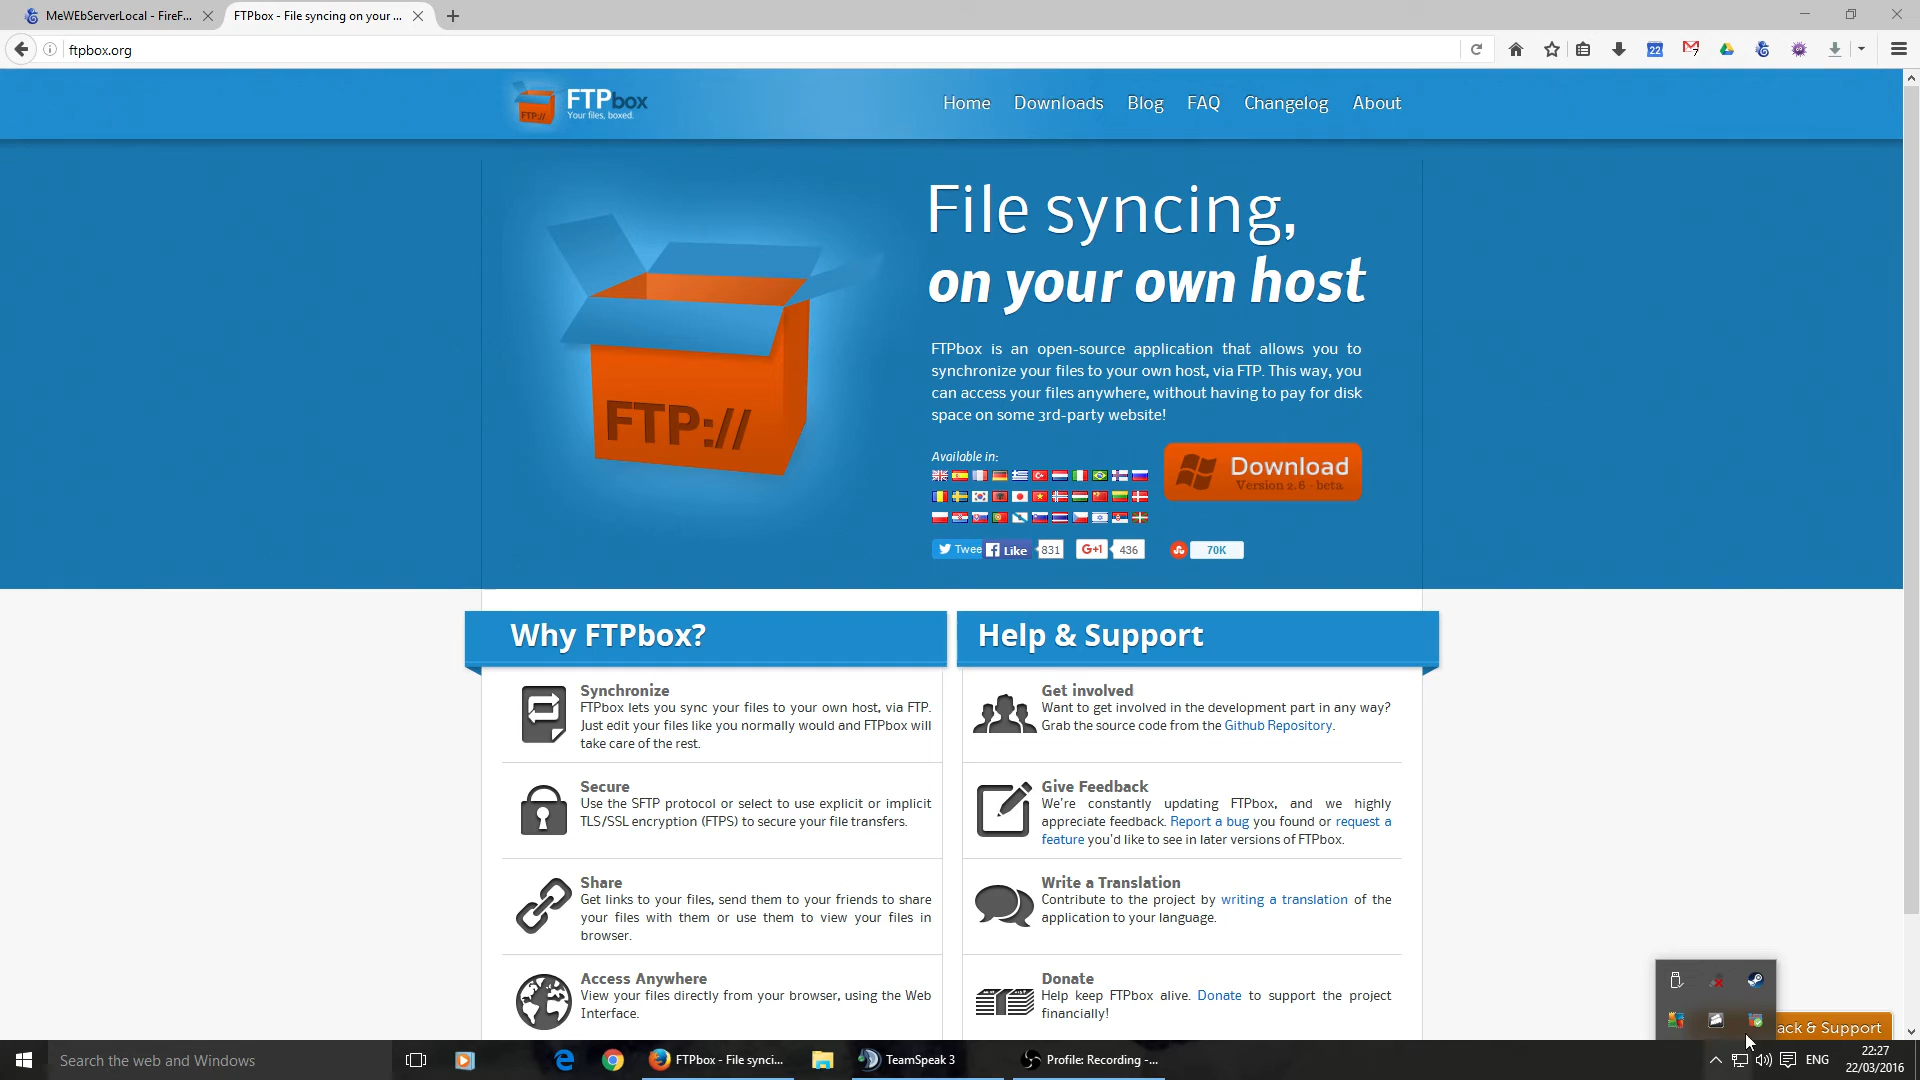 MeWEbServerLocal - FireF...
FTPbox - File syncing on your ...
ftpbox.org
22
7
FTP://
FTPbox
Your files, boxed.
Home
Downloads
Blog
FAQ
Changelog
About
File syncing,
on your own host
FTP://
FTPbox is an open-source application that allows you to
synchronize your files to your own host, via FTP. This way, you
can access your files anywhere, without having to pay for disk
space on some 3rd-party website!
Available in:
Download
Version 2.6 - beta
Twee
Like
831
G+1
436
70K
Why FTPbox?
Synchronize
FTPbox lets you sync your files to your own host, via FTP.
Just edit your files like you normally would and FTPbox will
take care of the rest.
Secure
Use the SFTP protocol or select to use explicit or implicit
TLS/SSL encryption (FTPS) to secure your file transfers.
Share
Get links to your files, send them to your friends to share
your files with them or use them to view your files in
browser.
Access Anywhere
View your files directly from your browser, using the Web
Interface.
Help & Support
Get involved
Want to get involved in the development part in any way?
Grab the source code from the Github Repository.
Give Feedback
We're constantly updating FTPbox, and we highly
appreciate feedback. Report a bug you found or request a
feature you'd like to see in later versions of FTPbox.
Write a Translation
Contribute to the project by writing a translation of the
application to your language.
Donate
Help keep FTPbox alive. Donate to support the project
financially!
ack & Support
Search the web and Windows
FTPbox - File synci...
TeamSpeak 3
Profile: Recording -...
ENG
22:27
22/03/2016